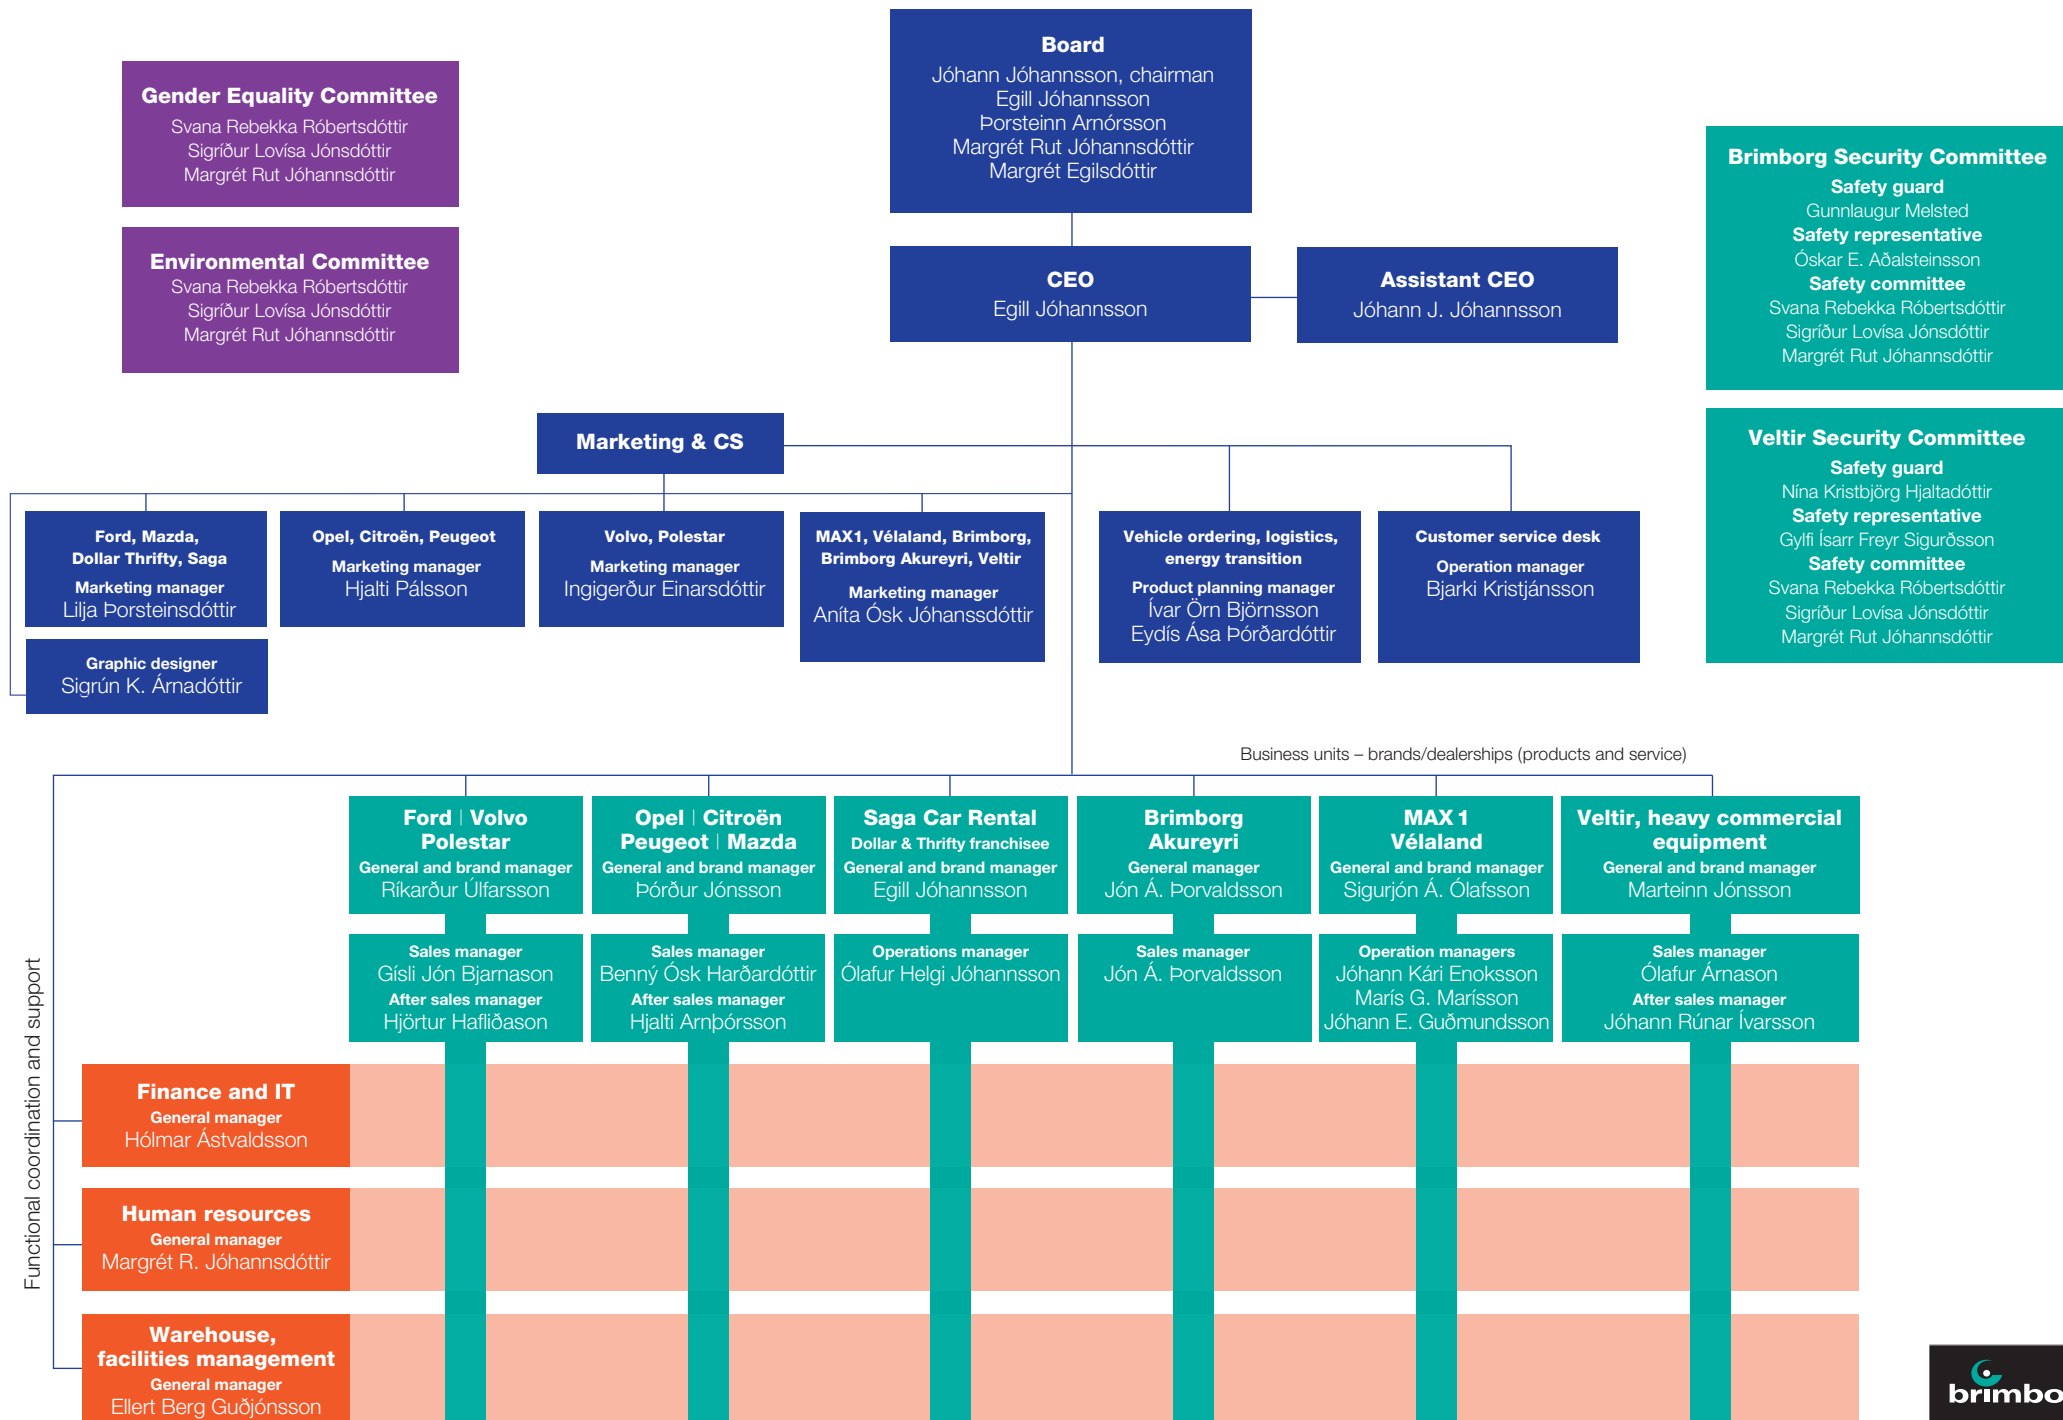 Board
Jóhann Jóhannsson, chairman
Egill Jóhannsson
Þorsteinn Arnórsson
Margrét Rut Jóhannsdóttir
Margrét Egilsdóttir
Gender Equality Committee
Svana Rebekka Róbertsdóttir
Sigríður Lovísa Jónsdóttir
Margrét Rut Jóhannsdóttir
Environmental Committee
Svana Rebekka Róbertsdóttir
Sigríður Lovísa Jónsdóttir
Margrét Rut Jóhannsdóttir
CEO
Egill Jóhannsson
Assistant CEO
Jóhann J. Jóhannsson
Brimborg Security Committee
Safety guard
Gunnlaugur Melsted
Safety representative
Óskar E. Aðalsteinsson
Safety committee
Svana Rebekka Róbertsdóttir
Sigríður Lovísa Jónsdóttir
Margrét Rut Jóhannsdóttir
Veltir Security Committee
Safety guard
Nína Kristbjörg Hjaltadóttir
Safety representative
Gylfi Ísarr Freyr Sigurðsson
Safety committee
Svana Rebekka Róbertsdóttir
Sigríður Lovísa Jónsdóttir
Margrét Rut Jóhannsdóttir
Marketing & CS
Ford, Mazda,
Dollar Thrifty, Saga
Marketing manager
Lilja Þorsteinsdóttir
Graphic designer
Sigrún K. Árnadóttir
Opel, Citroën, Peugeot
Marketing manager
Hjalti Pálsson
Volvo, Polestar
Marketing manager
Ingigerður Einarsdóttir
MAX1, Vélaland, Brimborg,
Brimborg Akureyri, Veltir
Marketing manager
Aníta Ósk Jóhanssdóttir
Vehicle ordering, logistics,
energy transition
Product planning manager
Ívar Örn Björnsson
Eydís Ása Þórðardóttir
Customer service desk
Operation manager
Bjarki Kristjánsson
Business units – brands/dealerships (products and service)
Functional coordination and support
Ford | Volvo
Polestar
General and brand manager
Ríkarður Úlfarsson
Sales manager
Gísli Jón Bjarnason
After sales manager
Hjörtur Hafliðason
Opel | Citroën
Peugeot | Mazda
General and brand manager
Þórður Jónsson
Sales manager
Benný Ósk Harðardóttir
After sales manager
Hjalti Arnþórsson
Saga Car Rental
Dollar & Thrifty franchisee
General and brand manager
Egill Jóhannsson
Operations manager
Ólafur Helgi Jóhannsson
Brimborg
Akureyri
General manager
Jón Á. Þorvaldsson
Sales manager
Jón Á. Þorvaldsson
MAX 1
Vélaland
General and brand manager
Sigurjón Á. Ólafsson
Operation managers
Jóhann Kári Enoksson
Marís G. Marísson
Jóhann E. Guðmundsson
Veltir, heavy commercial
equipment
General and brand manager
Marteinn Jónsson
Sales manager
Ólafur Árnason
After sales manager
Jóhann Rúnar Ívarsson
Finance and IT
General manager
Hólmar Ástvaldsson
Human resources
General manager
Margrét R. Jóhannsdóttir
Warehouse,
facilities management
General manager
Ellert Berg Guðjónsson
brimbo